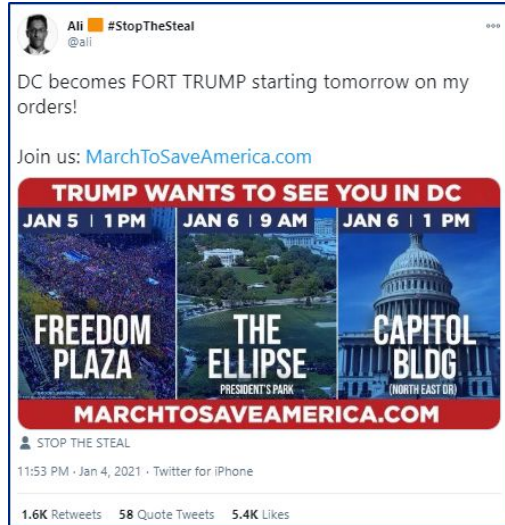 Ali 🟧 #StopTheSteal
@ali
DC becomes FORT TRUMP starting tomorrow on my
orders!
Join us: MarchToSaveAmerica.com
TRUMP WANTS TO SEE YOU IN DC
JAN 5 | 1 PM
FREEDOM
PLAZA
JAN 6 | 9 AM
THE
ELLIPSE
PRESIDENT'S PARK
JAN 6 | 1 PM
CAPITOL
BLDG
(NORTH EAST DR)
MARCHTOSAVEAMERICA.COM
STOP THE STEAL
11:53 PM · Jan 4, 2021 · Twitter for iPhone
1.6K Retweets 58 Quote Tweets 5.4K Likes